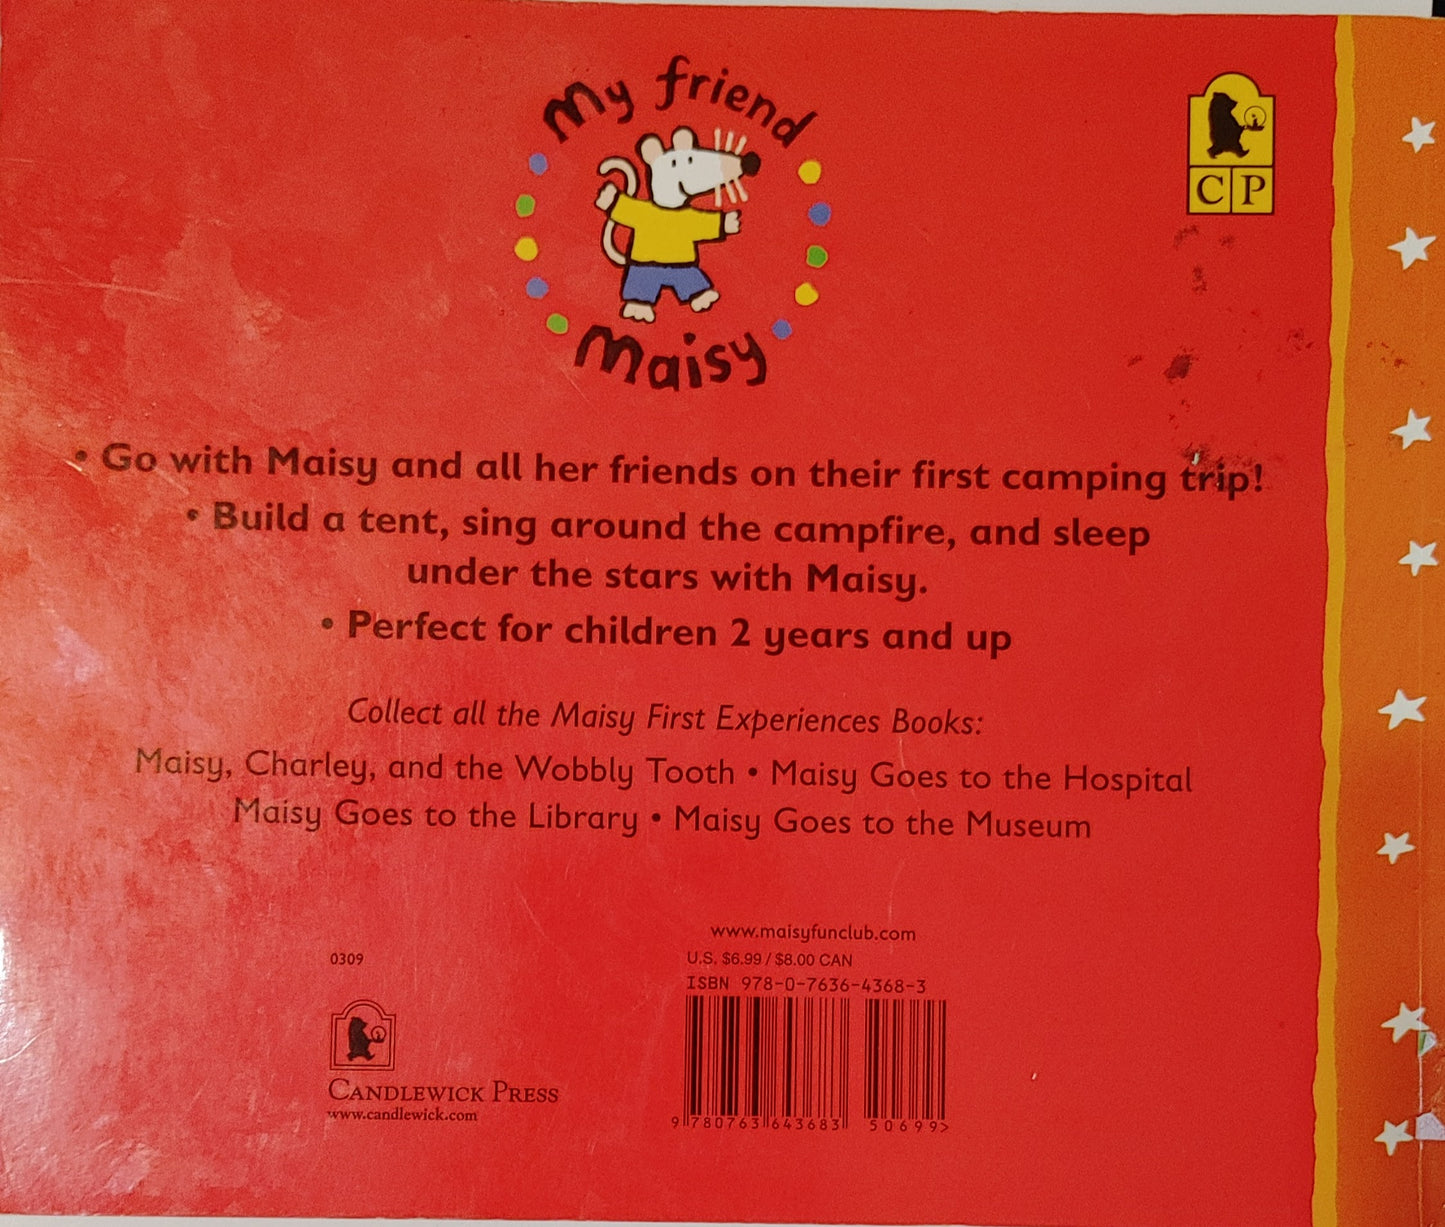 My friend
Maisy
C P
• Go with Maisy and all her friends on their first camping trip!
• Build a tent, sing around the campfire, and sleep
under the stars with Maisy.
• Perfect for children 2 years and up
Collect all the Maisy First Experiences Books:
Maisy, Charley, and the Wobbly Tooth • Maisy Goes to the Hospital
Maisy Goes to the Library • Maisy Goes to the Museum
www.maisyfunclub.com
0309
U.S. $6.99 / $8.00 CAN
ISBN 978-0-7636-4368-3
CANDLEWICK PRESS
www.candlewick.com
9 780763 643683 50699>